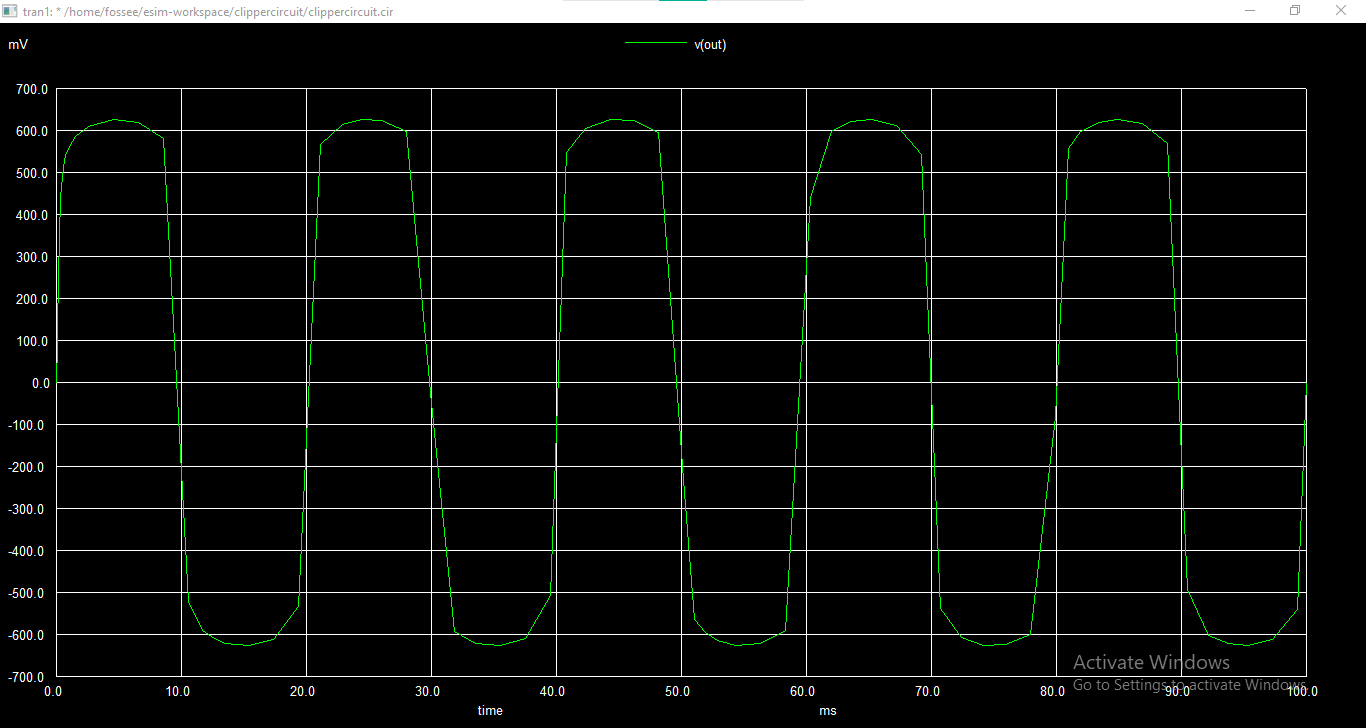 tran1: * /home/fossee/esim-workspace/clippercircuit/clippercircuit.cir
mV
v(out)
700.0
600.0
500.0
400.0
300.0
200.0
100.0
0.0
-100.0
-200.0
-300.0
-400.0
-500.0
-600.0
-700.0
Activate Windows
Go to Settings to activate Windows.
0.0 10.0 20.0 30.0 40.0 50.0 60.0 70.0 80.0 90.0 100.0
time ms